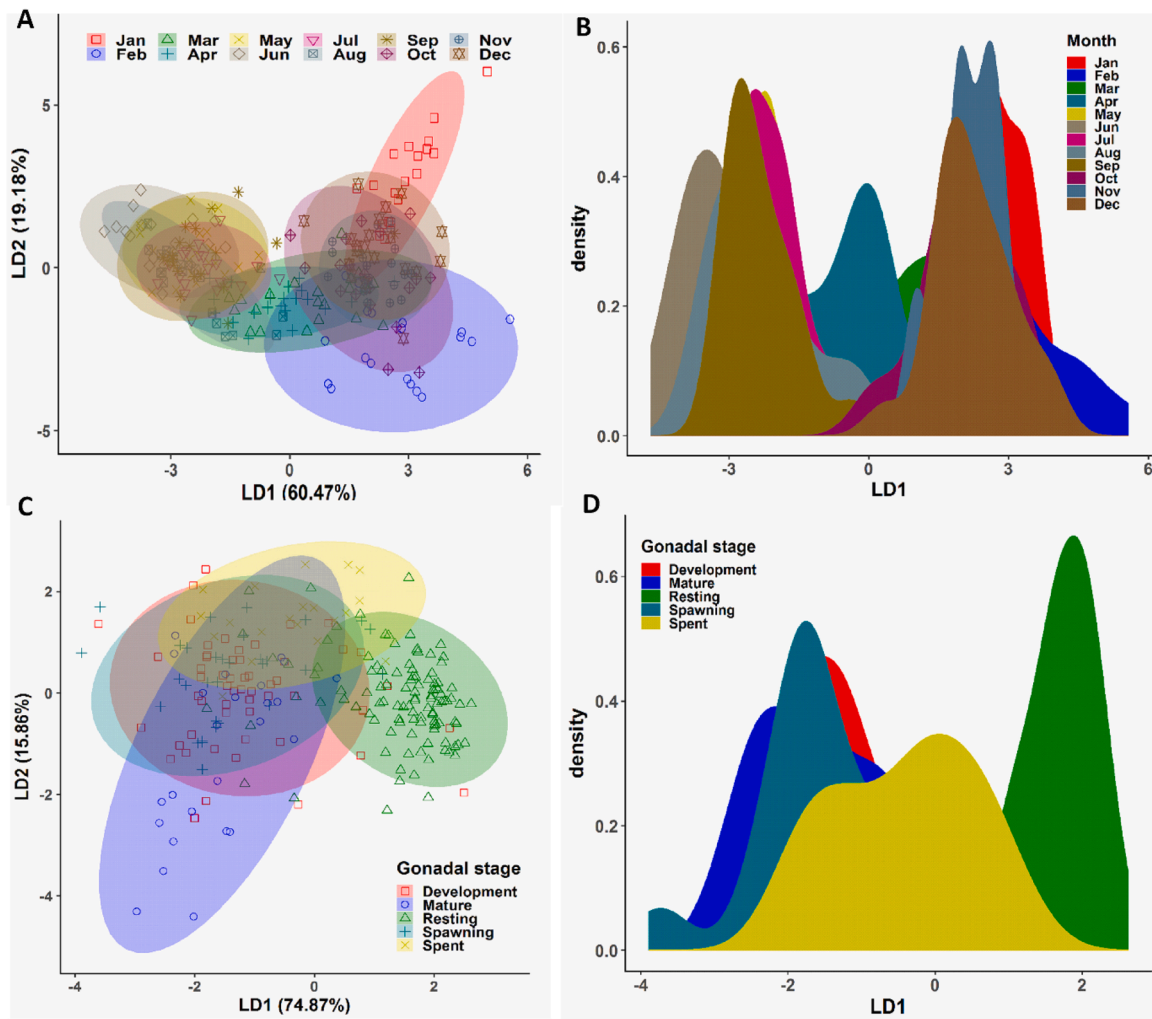 A
Jan Mar May Jul Sep Nov
Feb Apr Jun Aug Oct Dec
5
0
-5
LD2 (19.18%)
-3 0 3 6
LD1 (60.47%)
B
Month
Jan
Feb
Mar
Apr
May
Jun
Jul
Aug
Sep
Oct
Nov
Dec
0.6
0.4
0.2
0.0
density
-3 0 3 6
LD1
C
2
0
-2
-4
LD2 (15.86%)
Gonadal stage
Development
Mature
Resting
Spawning
Spent
-4 -2 0 2
LD1 (74.87%)
D
Gonadal stage
Development
Mature
Resting
Spawning
Spent
0.6
0.4
0.2
0.0
density
-4 -2 0 2
LD1